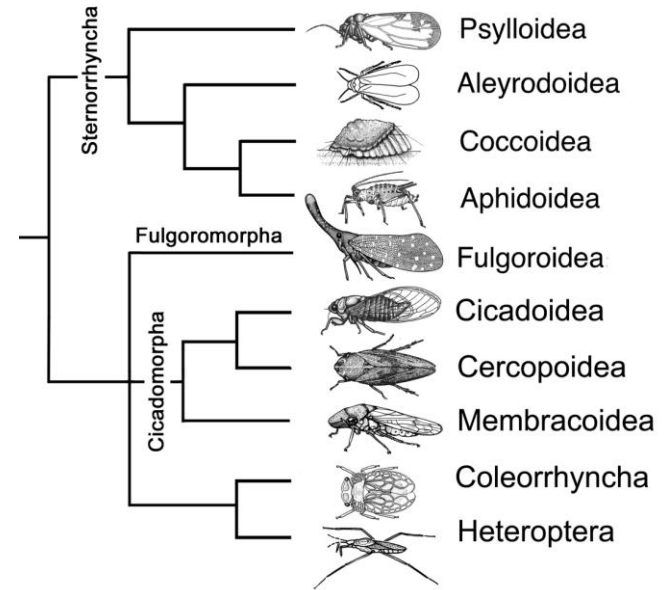 Psylloidea
Sternorrhyncha
Aleyrodoidea
Coccoidea
Aphidoidea
Fulgoromorpha
Fulgoroidea
Cicadoidea
Cicadomorpha
Cercopoidea
Membracoidea
Coleorrhyncha
Heteroptera